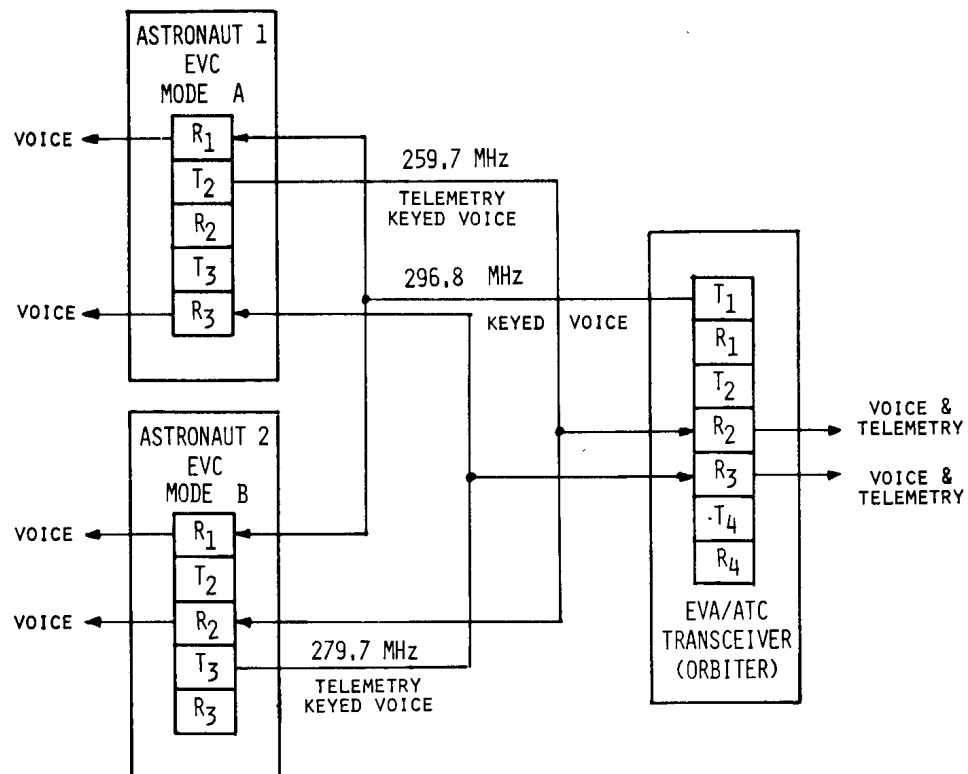 ASTRONAUT 1
EVC
MODE A
VOICE
R1
T2
R2
T3
VOICE
R3
259.7 MHz
TELEMETRY
KEYED VOICE
296.8 MHz
KEYED VOICE
ASTRONAUT 2
EVC
MODE B
VOICE
R1
T2
VOICE
R2
T3
R3
279.7 MHz
TELEMETRY
KEYED VOICE
T1
R1
T2
R2
R3
T4
R4
VOICE &
TELEMETRY
VOICE &
TELEMETRY
EVA/ATC
TRANSCEIVER
(ORBITER)